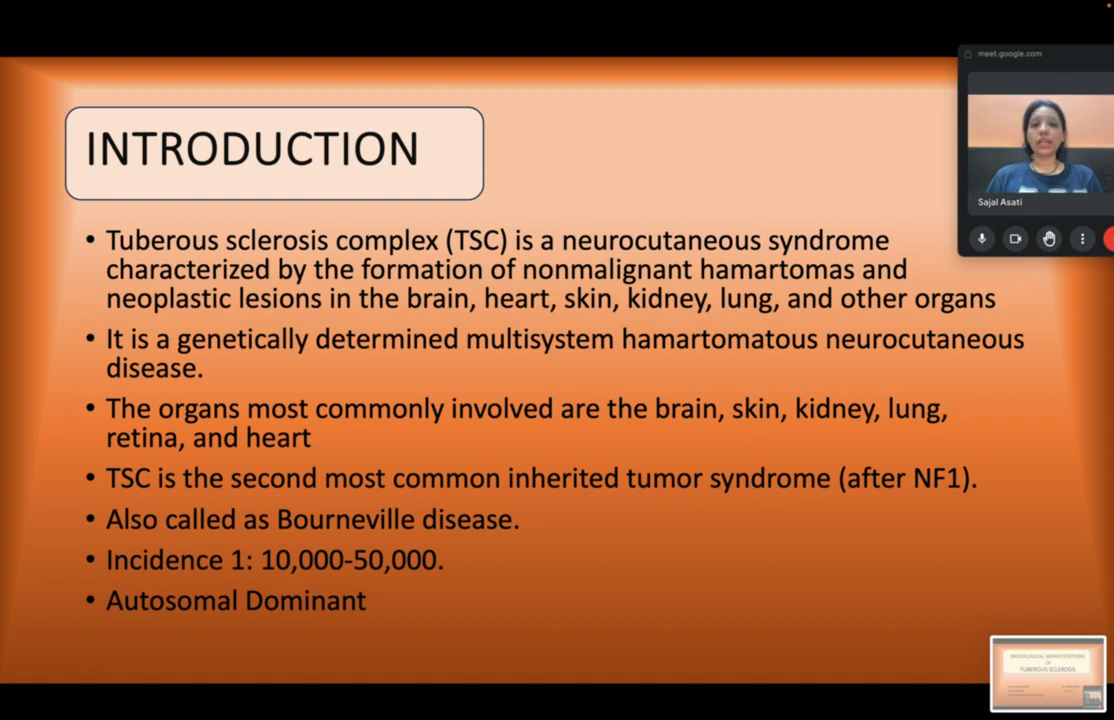 meet.google.com
INTRODUCTION
Sajal Asati
• Tuberous sclerosis complex (TSC) is a neurocutaneous syndrome
characterized by the formation of nonmalignant hamartomas and
neoplastic lesions in the brain, heart, skin, kidney, lung, and other organs
• It is a genetically determined multisystem hamartomatous neurocutaneous
disease.
• The organs most commonly involved are the brain, skin, kidney, lung,
retina, and heart
• TSC is the second most common inherited tumor syndrome (after NF1).
• Also called as Bourneville disease.
• Incidence 1: 10,000-50,000.
• Autosomal Dominant
RADIOLOGICAL MANIFESTATIONS
OF
TUBEROUS SCLEROSIS